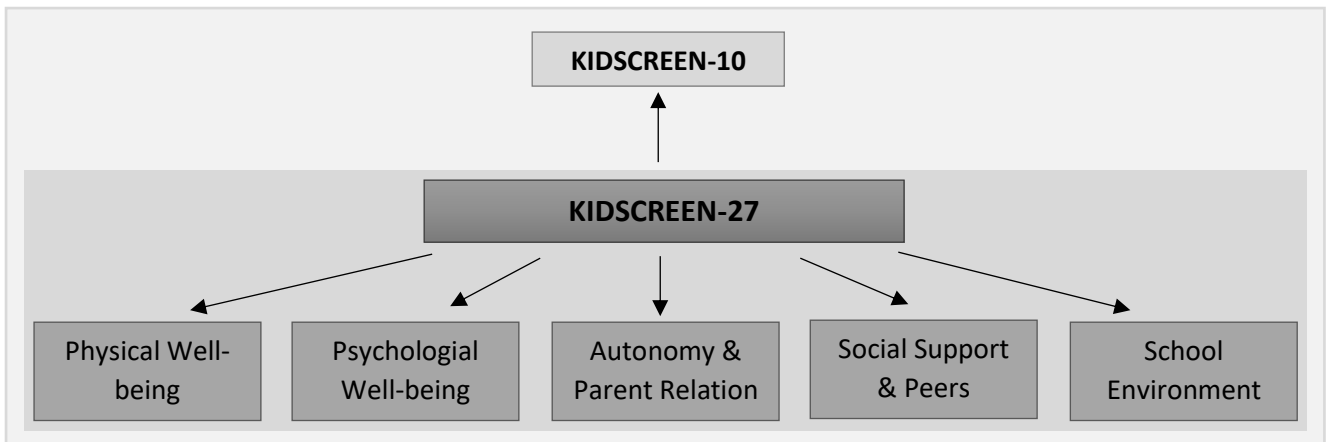 KIDSCREEN-10
KIDSCREEN-27
Physical Well-
being
Psychologial
Well-being
Autonomy &
Parent Relation
Social Support
& Peers
School
Environment